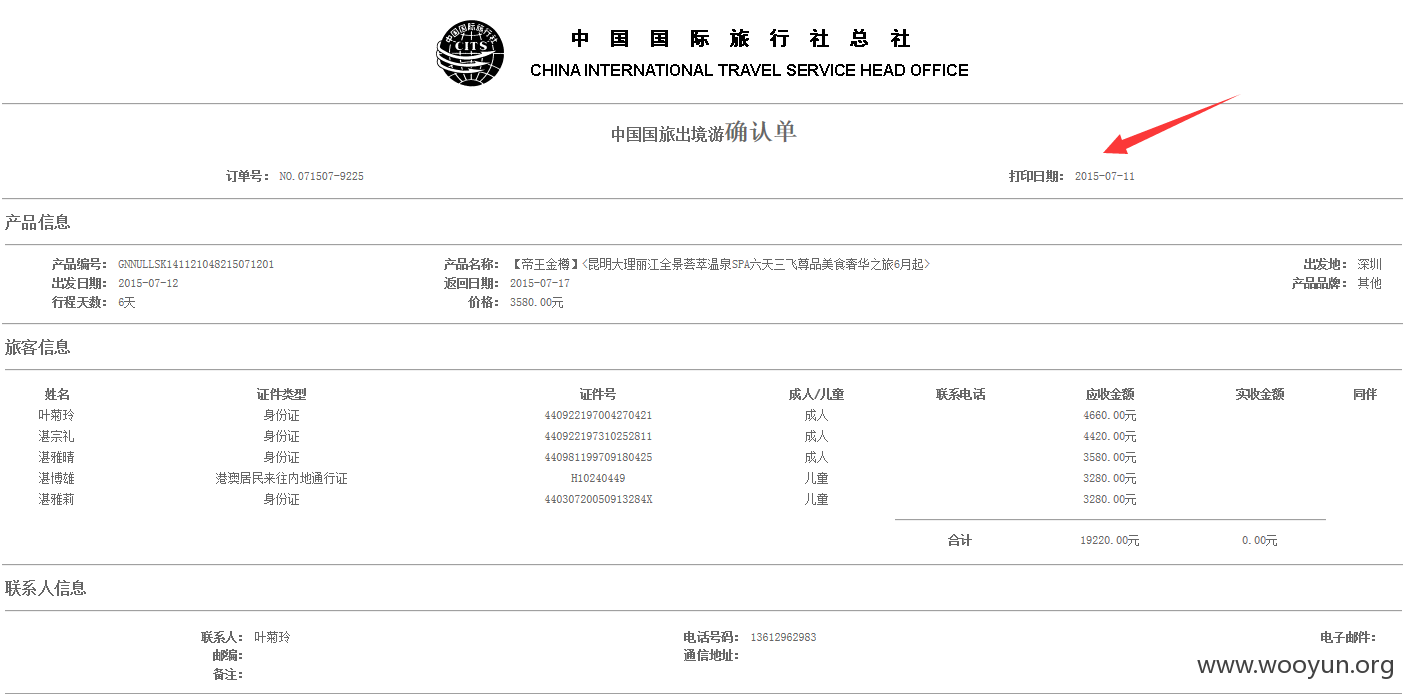 中国国际旅行社
CITS
中国国际旅行社总社
CHINA INTERNATIONAL TRAVEL SERVICE HEAD OFFICE
中国国旅出境游确认单
订单号: NO.071507-9225 打印日期: 2015-07-11
产品信息
产品编号: GNNULLSK141121048215071201 产品名称: 【帝王金樽】<昆明大理丽江全景荟萃温泉SPA六天三飞尊品美食奢华之旅6月起> 出发地: 深圳
出发日期: 2015-07-12 返回日期: 2015-07-17 产品品牌: 其他
行程天数: 6天 价格: 3580.00元
旅客信息
姓名 证件类型 证件号 成人/儿童 联系电话 应收金额 实收金额 同伴
叶菊玲 身份证 440922197004270421 成人 4660.00元
湛宗礼 身份证 440922197310252811 成人 4420.00元
湛雅晴 身份证 440981199709180425 成人 3580.00元
湛博雄 港澳居民来往内地通行证 H10240449 儿童 3280.00元
湛雅莉 身份证 44030720050913284X 儿童 3280.00元
合计 19220.00元 0.00元
联系人信息
联系人: 叶菊玲 电话号码: 13612962983 电子邮件:
邮编: 通信地址:
备注:
www.wooyun.org